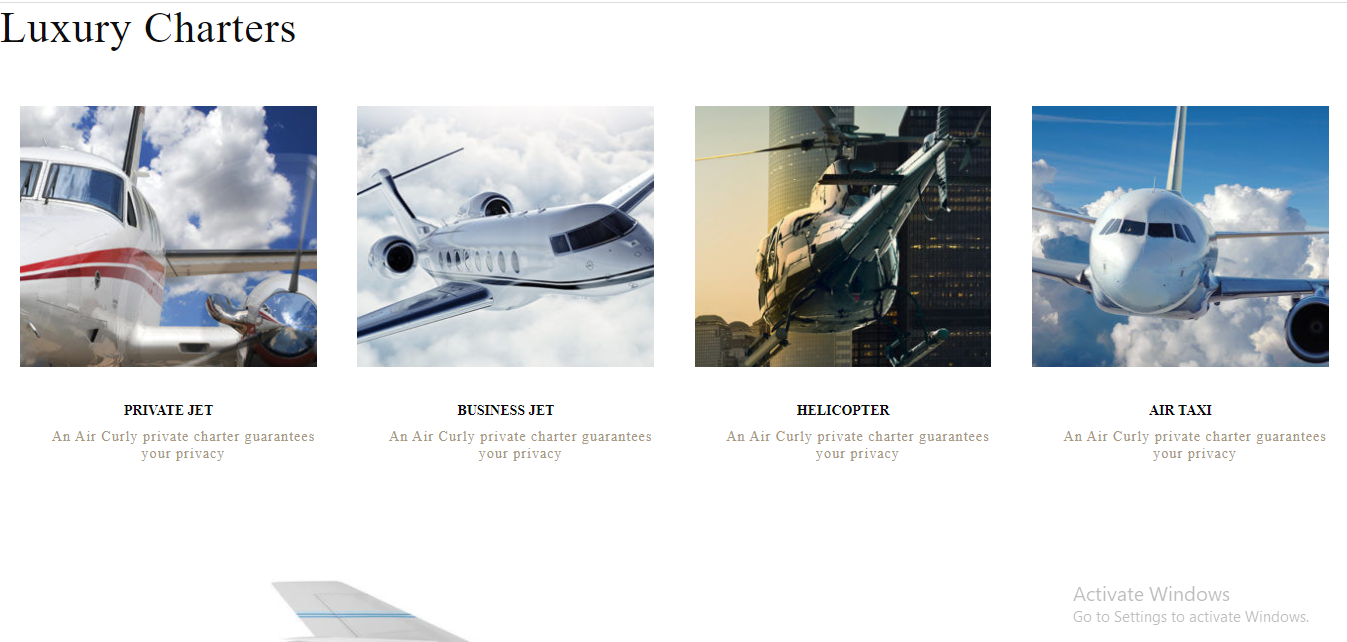 Luxury Charters
PRIVATE JET
An Air Curly private charter guarantees
your privacy
BUSINESS JET
An Air Curly private charter guarantees
your privacy
HELICOPTER
An Air Curly private charter guarantees
your privacy
AIR TAXI
An Air Curly private charter guarantees
your privacy
Activate Windows
Go to Settings to activate Windows.